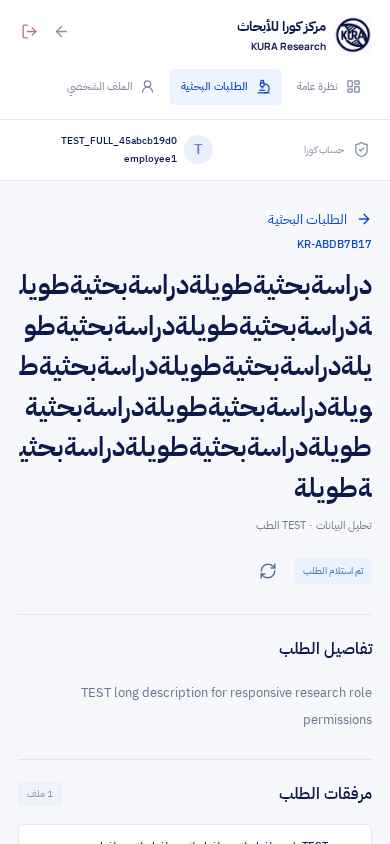 مركز كورا للأبحاث
KURA Research
نظرة عامة
الطلبات البحثية
الملف الشخصي
حساب كورا
T
TEST_FULL_45abcb19d0
employee1
الطلبات البحثية
KR-ABDB7B17
دراسةبحثيةطويلةدراسةبحثيةطويل
ةدراسةبحثيةطويلةدراسةبحثيةطو
يلةدراسةبحثيةطويلةدراسةبحثيةط
ويلةدراسةبحثيةطويلةدراسةبحثية
طويلةدراسةبحثيةطويلةدراسةبحثي
ةطويلة
تحليل البيانات · TEST الطب
تم استلام الطلب
تفاصيل الطلب
TEST long description for responsive research role
permissions
مرفقات الطلب
1 ملف